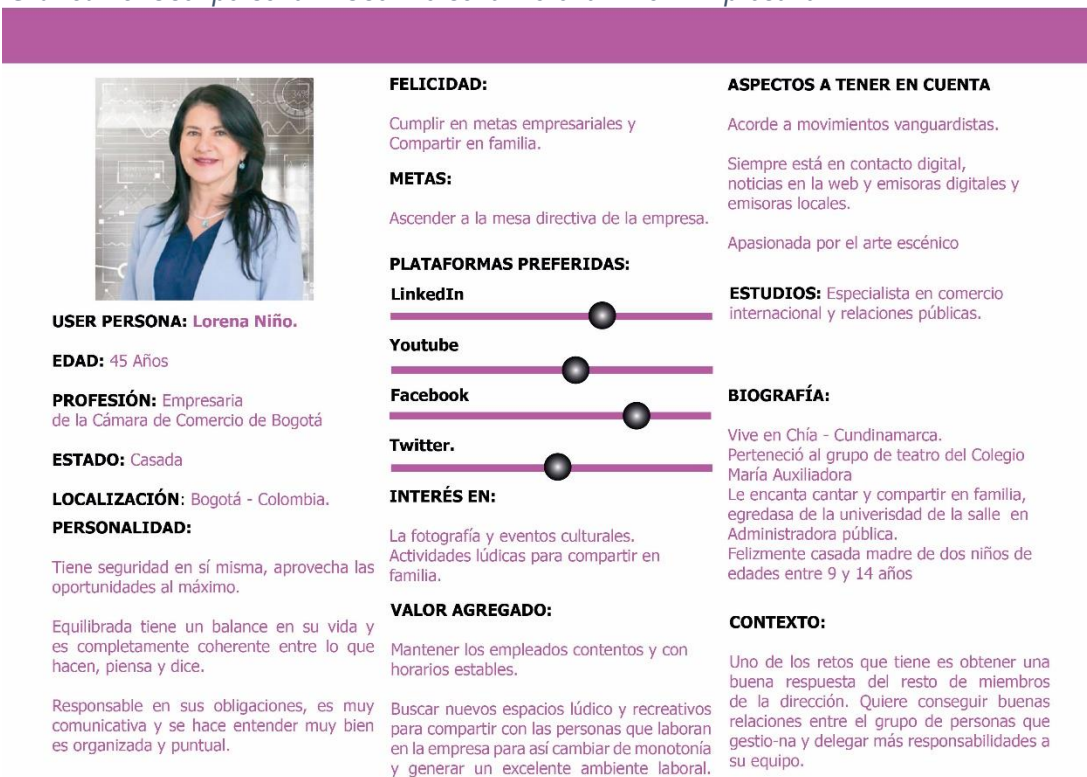 USER PERSONA: Lorena Niño.
EDAD: 45 Años
PROFESIÓN: Empresaria
de la Cámara de Comercio de Bogotá
ESTADO: Casada
LOCALIZACIÓN: Bogotá - Colombia.
PERSONALIDAD:
Tiene seguridad en sí misma, aprovecha las
oportunidades al máximo.
Equilibrada tiene un balance en su vida y
es completamente coherente entre lo que
hacen, piensa y dice.
Responsable en sus obligaciones, es muy
comunicativa y se hace entender muy bien
es organizada y puntual.
FELICIDAD:
Cumplir en metas empresariales y
Compartir en familia.
METAS:
Ascender a la mesa directiva de la empresa.
PLATAFORMAS PREFERIDAS:
LinkedIn
Youtube
Facebook
Twitter.
INTERÉS EN:
La fotografía y eventos culturales.
Actividades lúdicas para compartir en
familia.
VALOR AGREGADO:
Mantener los empleados contentos y con
horarios estables.
Buscar nuevos espacios lúdico y recreativos
para compartir con las personas que laboran
en la empresa para así cambiar de monotonía
y generar un excelente ambiente laboral.
ASPECTOS A TENER EN CUENTA
Acorde a movimientos vanguardistas.
Siempre está en contacto digital,
noticias en la web y emisoras digitales y
emisoras locales.
Apasionada por el arte escénico
ESTUDIOS: Especialista en comercio
internacional y relaciones públicas.
BIOGRAFÍA:
Vive en Chía - Cundinamarca.
Perteneció al grupo de teatro del Colegio
María Auxiliadora
Le encanta cantar y compartir en familia,
egredasa de la univerisdad de la salle en
Administradora pública.
Felizmente casada madre de dos niños de
edades entre 9 y 14 años
CONTEXTO:
Uno de los retos que tiene es obtener una
buena respuesta del resto de miembros
de la dirección. Quiere conseguir buenas
relaciones entre el grupo de personas que
gestio-na y delegar más responsabilidades a
su equipo.